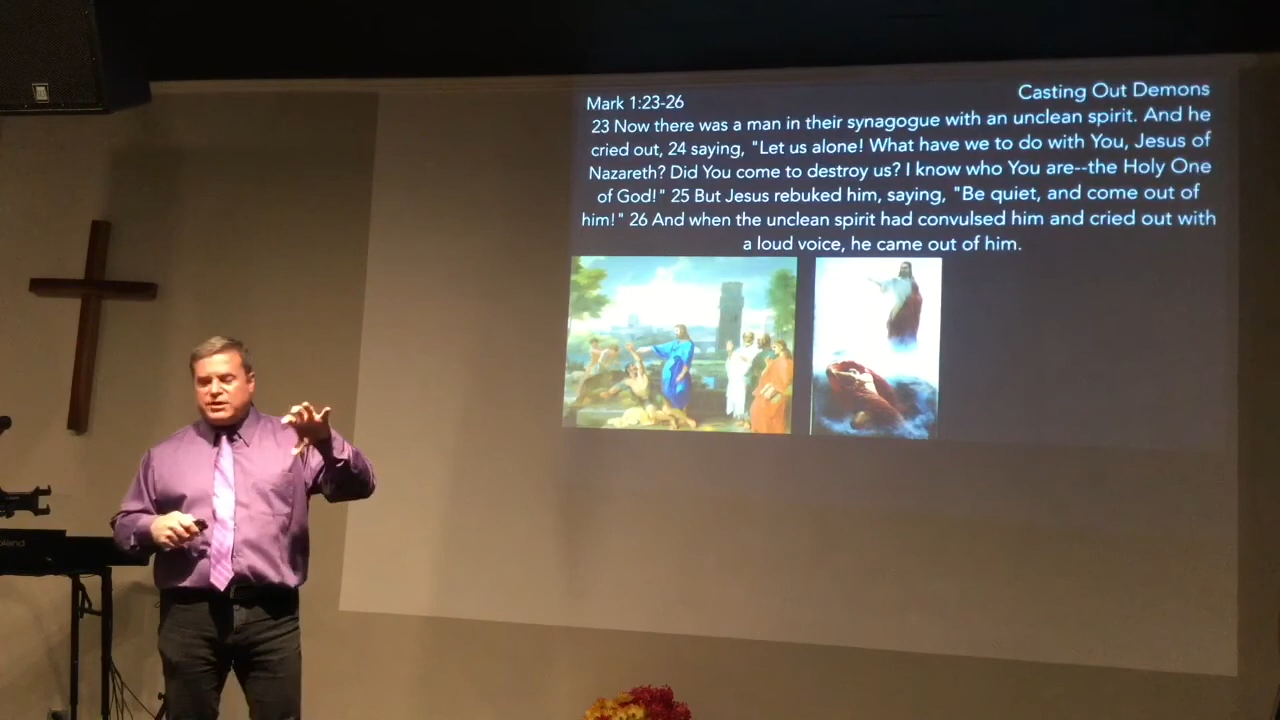 Casting Out Demons
Mark 1:23-26
23 Now there was a man in their synagogue with an unclean spirit. And he
cried out, 24 saying, "Let us alone! What have we to do with You, Jesus of
Nazareth? Did You come to destroy us? I know who You are--the Holy One
of God!" 25 But Jesus rebuked him, saying, "Be quiet, and come out of
him!" 26 And when the unclean spirit had convulsed him and cried out with
a loud voice, he came out of him.